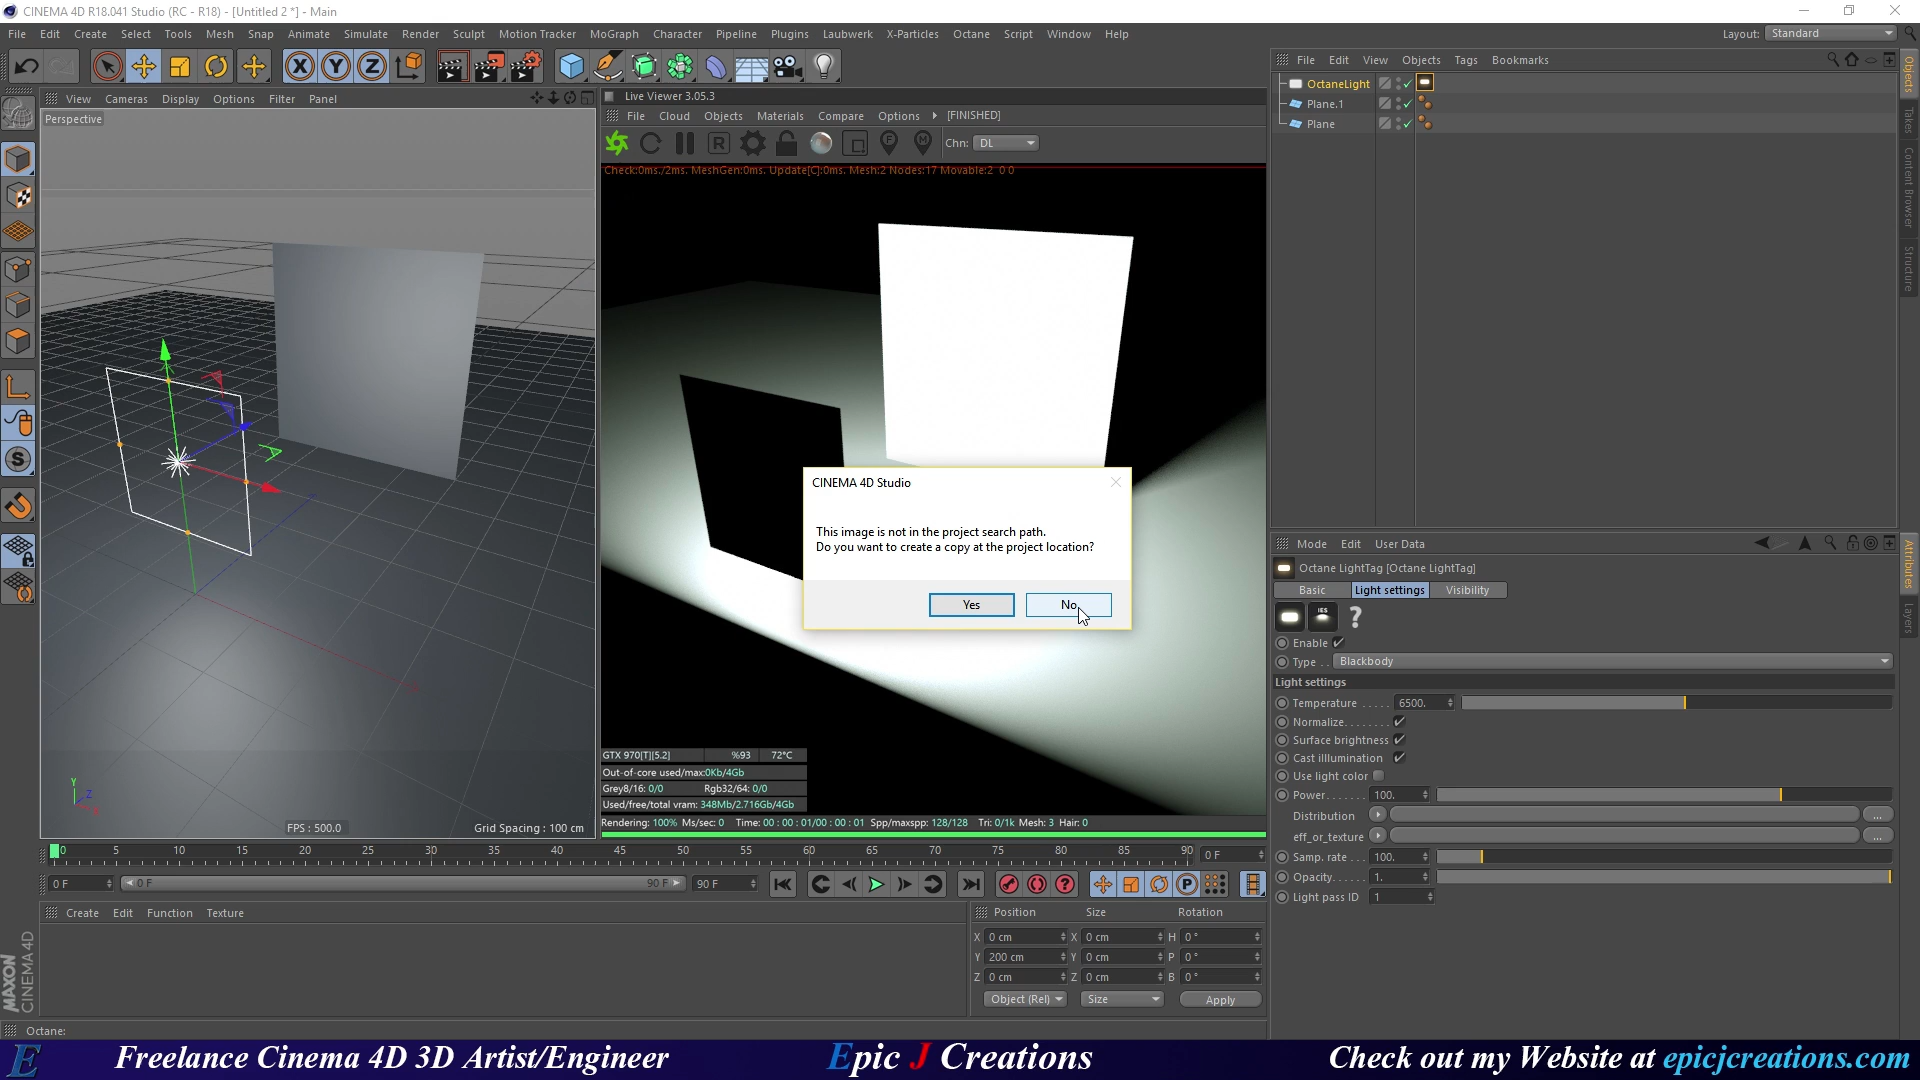 CINEMA 4D R18.041 Studio (RC - R18) - [Untitled 2 *] - Main
File Edit Create Select Tools Mesh Snap Animate Simulate Render Sculpt Motion Tracker MoGraph Character Pipeline Plugins Laubwerk X-Particles Octane Script Window Help
Layout: Standard
X Y Z
View Cameras Display Options Filter Panel
Perspective
FPS : 500.0
Grid Spacing : 100 cm
Live Viewer 3.05.3
File Cloud Objects Materials Compare Options [FINISHED]
R M Chn: DL
Check:0ms./2ms. MeshGen:0ms. Update[C]:0ms. Mesh:2 Nodes:17 Movable:2 0 0
CINEMA 4D Studio
This image is not in the project search path.
Do you want to create a copy at the project location?
Yes No
GTX 970[T][5.2] %93 72°C
Out-of-core used/max:0Kb/4Gb
Grey8/16: 0/0 Rgb32/64: 0/0
Used/free/total vram: 348Mb/2.716Gb/4Gb
Rendering: 100% Ms/sec: 0 Time: 00 : 00 : 01/00 : 00 : 01 Spp/maxspp: 128/128 Tri: 0/1k Mesh: 3 Hair: 0
File Edit View Objects Tags Bookmarks
OctaneLight
Plane.1
Plane
Objects
Takes
Content Browser
Structure
Attributes
Layers
Mode Edit User Data
Octane LightTag [Octane LightTag]
Basic Light settings Visibility
IES ?
Enable
Type . . Blackbody
Light settings
Temperature . . . . . 6500.
Normalize. . . . . . . .
Surface brightness
Cast illlumination
Use light color
Power. . . . . . . 100.
Distribution ...
eff_or_texture ...
Samp. rate . . . 100.
Opacity. . . . . . 1.
Light pass ID 1
0 5 10 15 20 25 30 35 40 45 50 55 60 65 70 75 80 85 90 0 F
0 F 0 F 90 F 90 F
P
Create Edit Function Texture
Position Size Rotation
X 0 cm X 0 cm H 0 °
Y 200 cm Y 0 cm P 0 °
Z 0 cm Z 0 cm B 0 °
Object (Rel) Size Apply
MAXON CINEMA 4D
Octane:
E Freelance Cinema 4D 3D Artist/Engineer Epic J Creations Check out my Website at epicjcreations.com